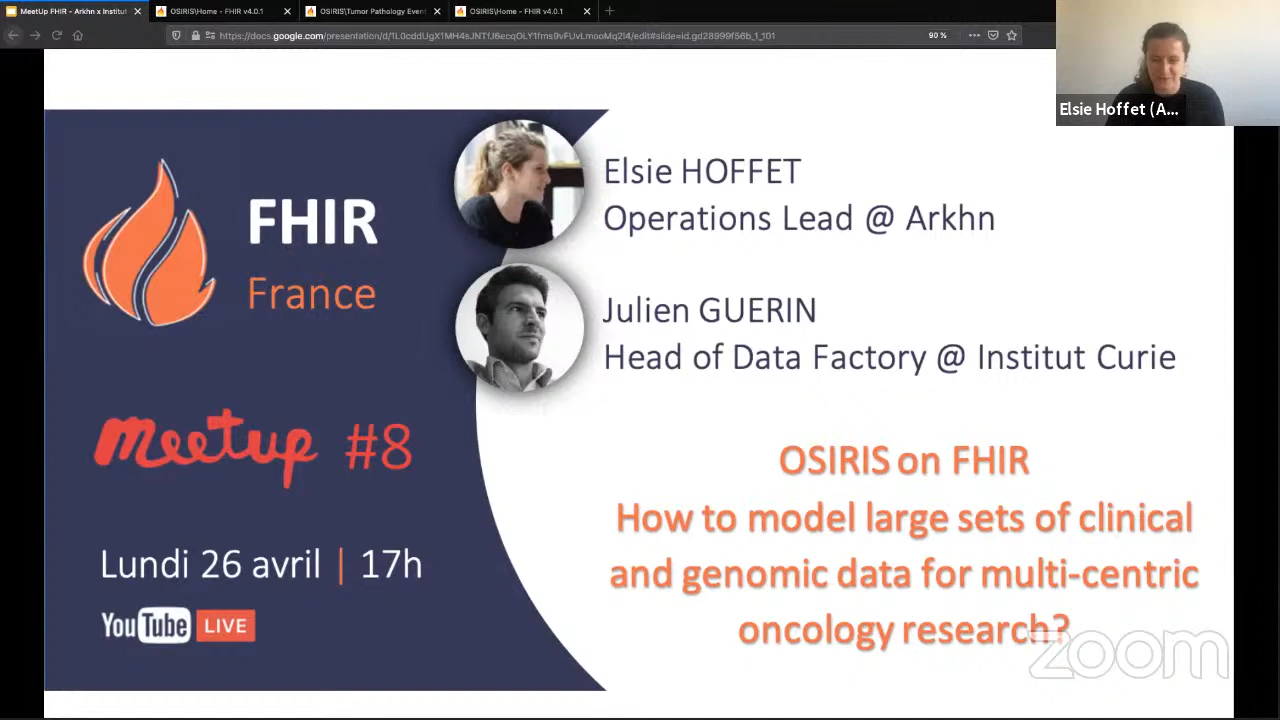 MeetUp FHIR - Arkhn x Institut
OSIRIS\Home - FHIR v4.0.1
OSIRIS\Tumor Pathology Event
OSIRIS\Home - FHIR v4.0.1
90 %
Elsie Hoffet (A...
FHIR
France
Elsie HOFFET
Operations Lead @ Arkhn
Julien GUERIN
Head of Data Factory @ Institut Curie
meetup #8
Lundi 26 avril | 17h
YouTube LIVE
OSIRIS on FHIR
How to model large sets of clinical
and genomic data for multi-centric
oncology research?
zoom